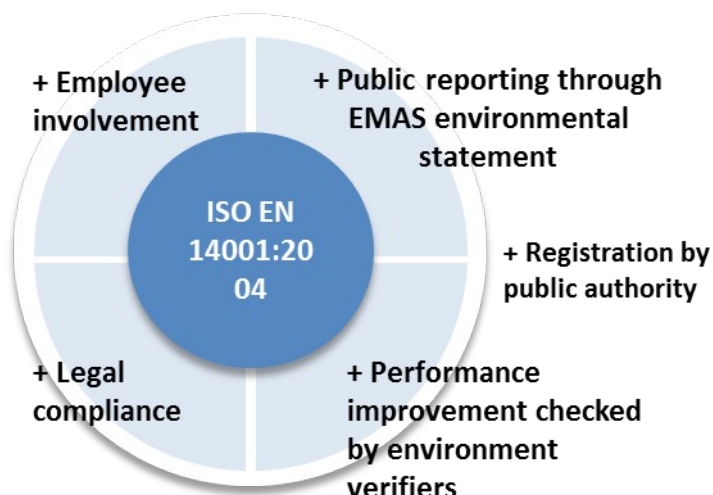 + Employee
involvement
+ Public reporting through
EMAS environmental
statement
ISO EN
14001:20
04
+ Registration by
public authority
+ Legal
compliance
+ Performance
improvement checked
by environment
verifiers